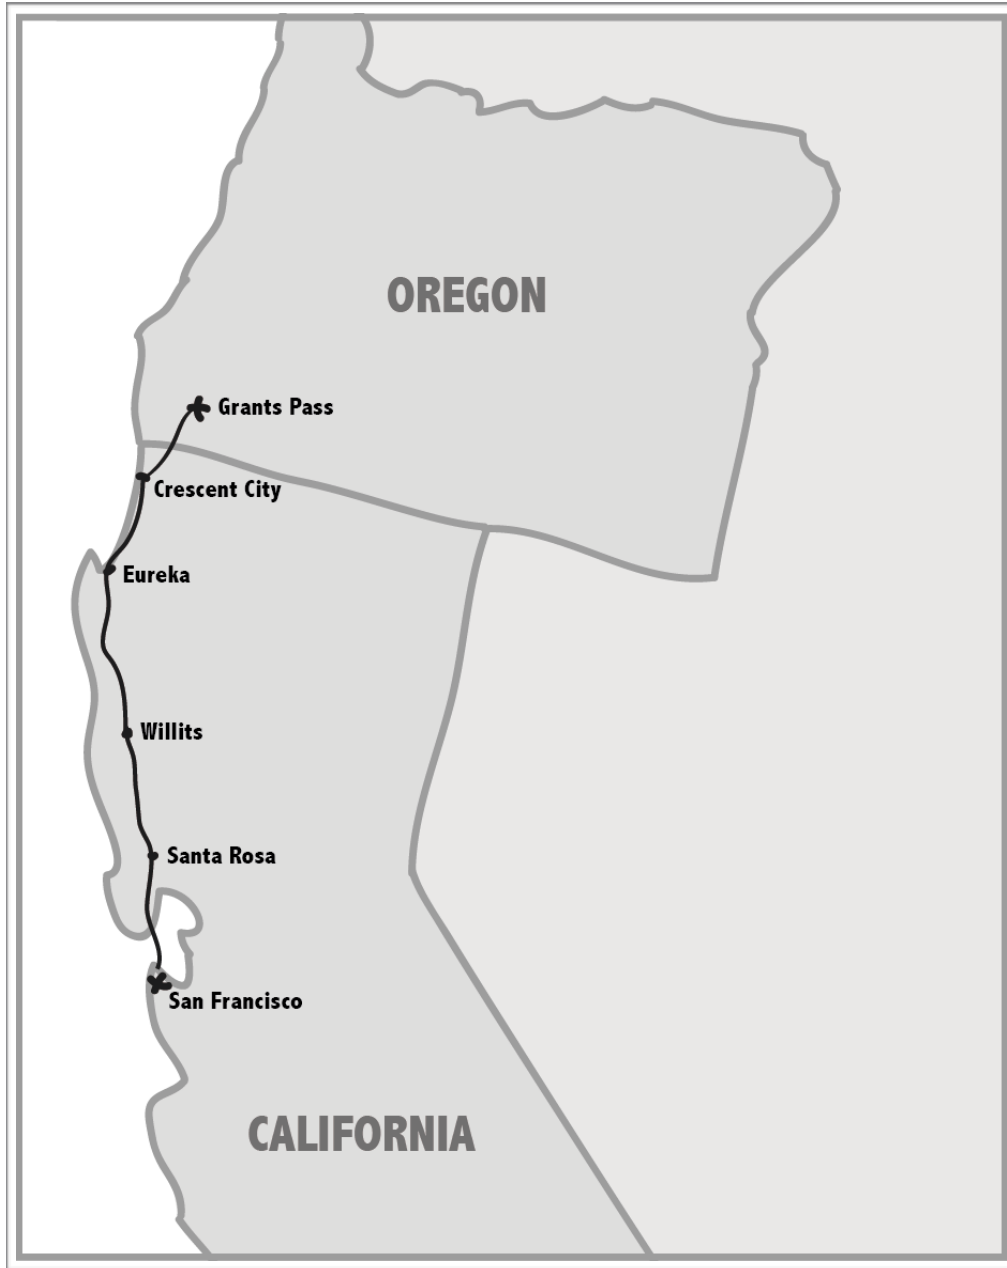 OREGON
Grants Pass
Crescent City
Eureka
Willits
Santa Rosa
San Francisco
CALIFORNIA